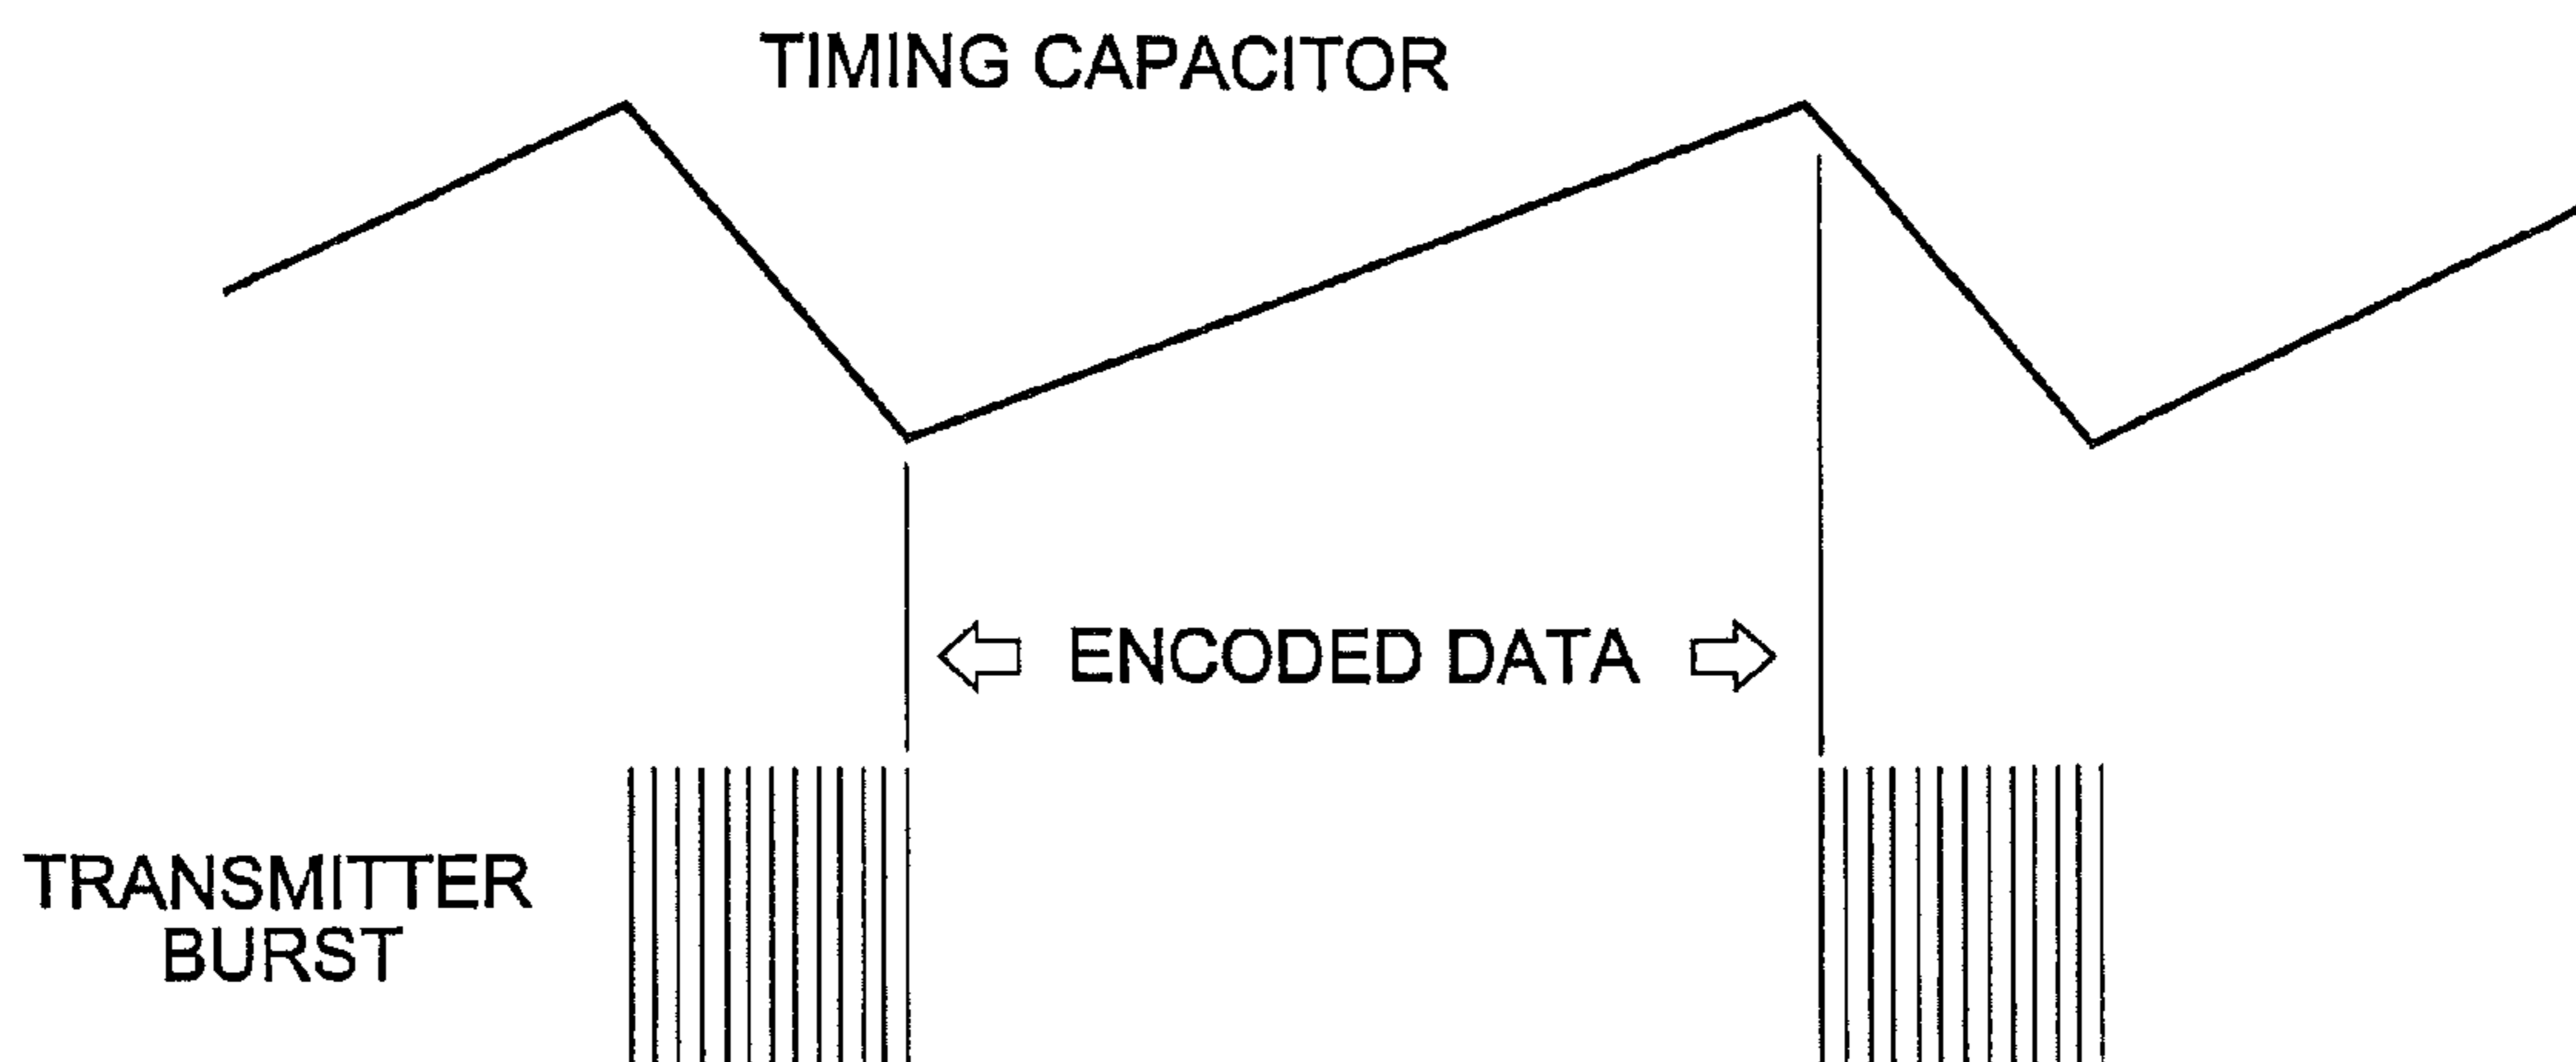 TIMING CAPACITOR
ENCODED DATA
TRANSMITTER
BURST